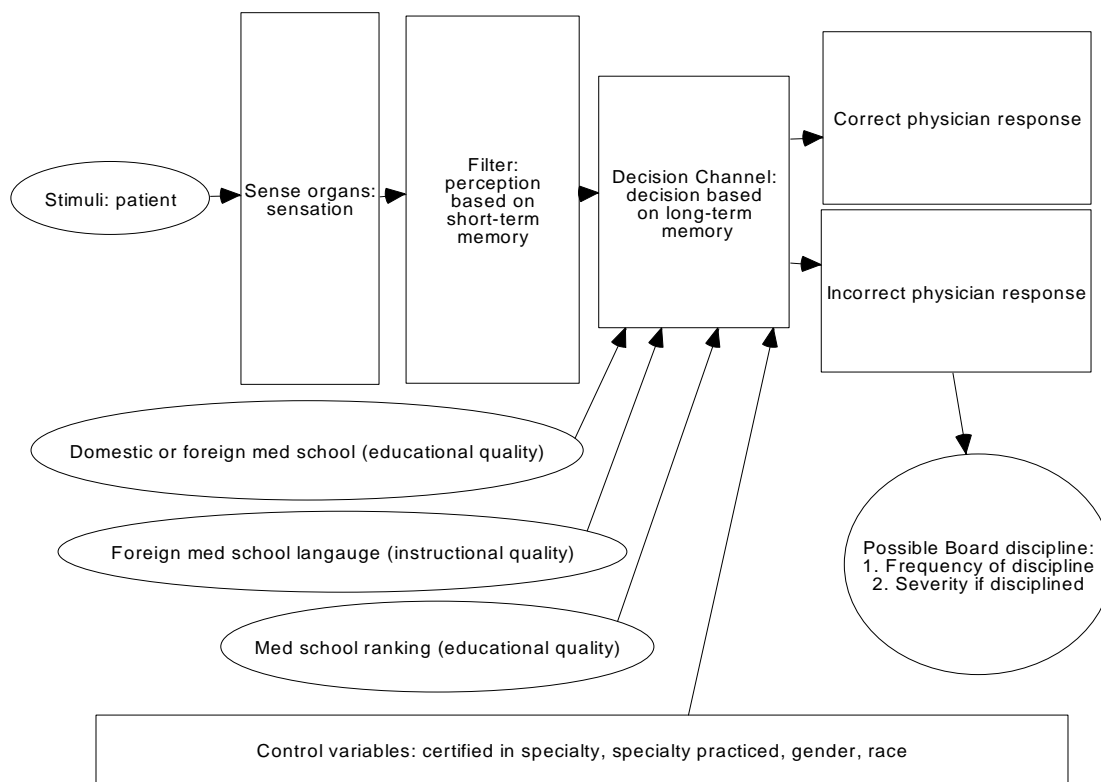 Stimuli: patient
Sense organs:
sensation
Filter:
perception
based on
short-term
memory
Decision Channel:
decision based
on long-term
memory
Correct physician response
Incorrect physician response
Domestic or foreign med school (educational quality)
Foreign med school langauge (instructional quality)
Med school ranking (educational quality)
Possible Board discipline:
1. Frequency of discipline
2. Severity if disciplined
Control variables: certified in specialty, specialty practiced, gender, race